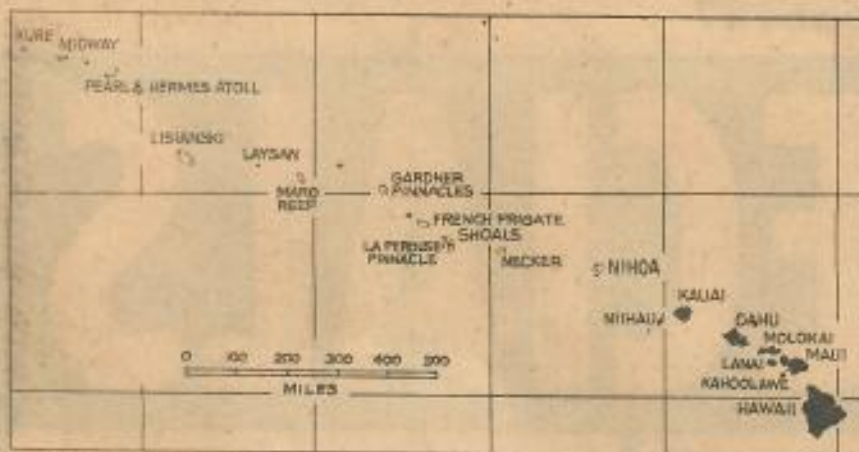 KURE
MIDWAY
PEARL & HERMES ATOLL
LISIANSKI
LAYSAN
MARO
REEF
GARDNER
PINNACLES
FRENCH FRIGATE
SHOALS
LA PEROUSE
PINNACLE
NECKER
NIHOA
KAUAI
NIIHAU
OAHU
MOLOKAI
LANAI
MAUI
KAHOOLAWE
HAWAII
0 100 200 300 400 500
MILES